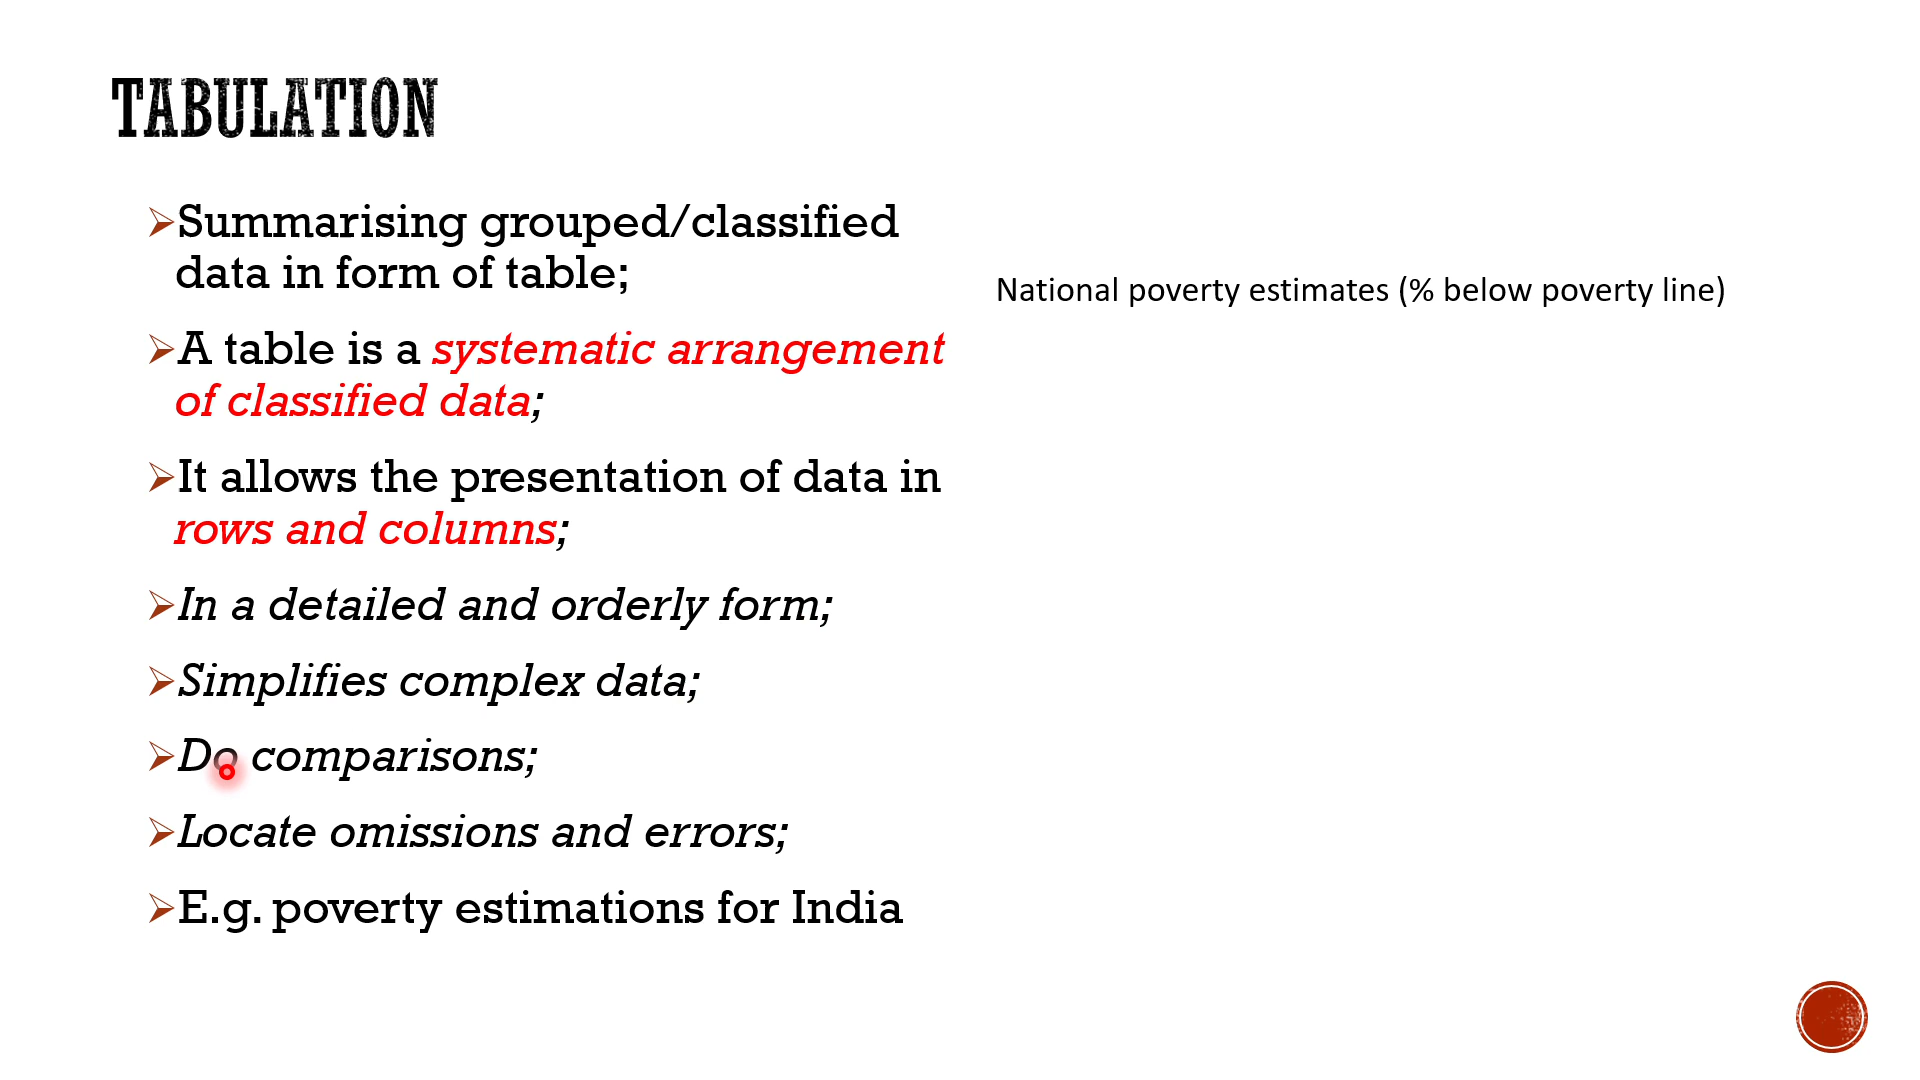 TABULATION
Summarising grouped/classified
data in form of table;
A table is a systematic arrangement
of classified data;
It allows the presentation of data in
rows and columns;
In a detailed and orderly form;
Simplifies complex data;
Do comparisons;
Locate omissions and errors;
E.g. poverty estimations for India
National poverty estimates (% below poverty line)